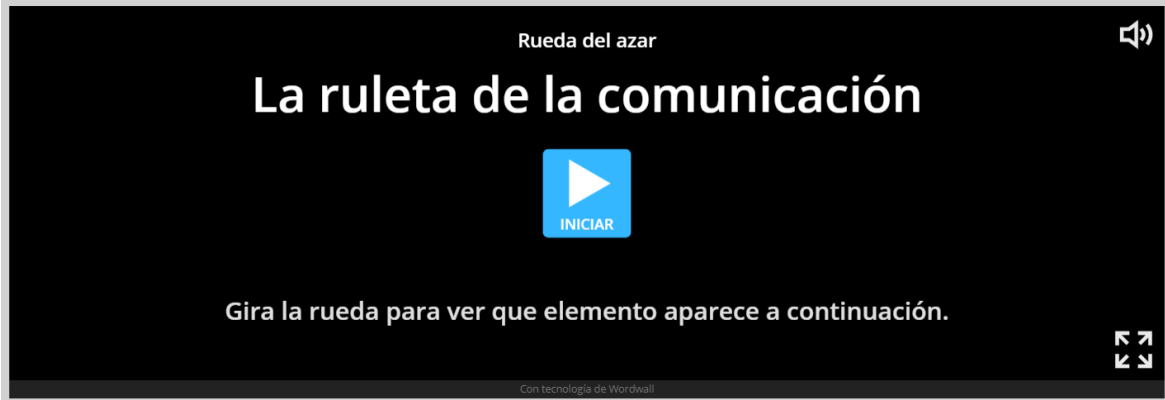 Rueda del azar
La ruleta de la comunicación
INICIAR
Gira la rueda para ver que elemento aparece a continuación.
Con tecnología de Wordwall